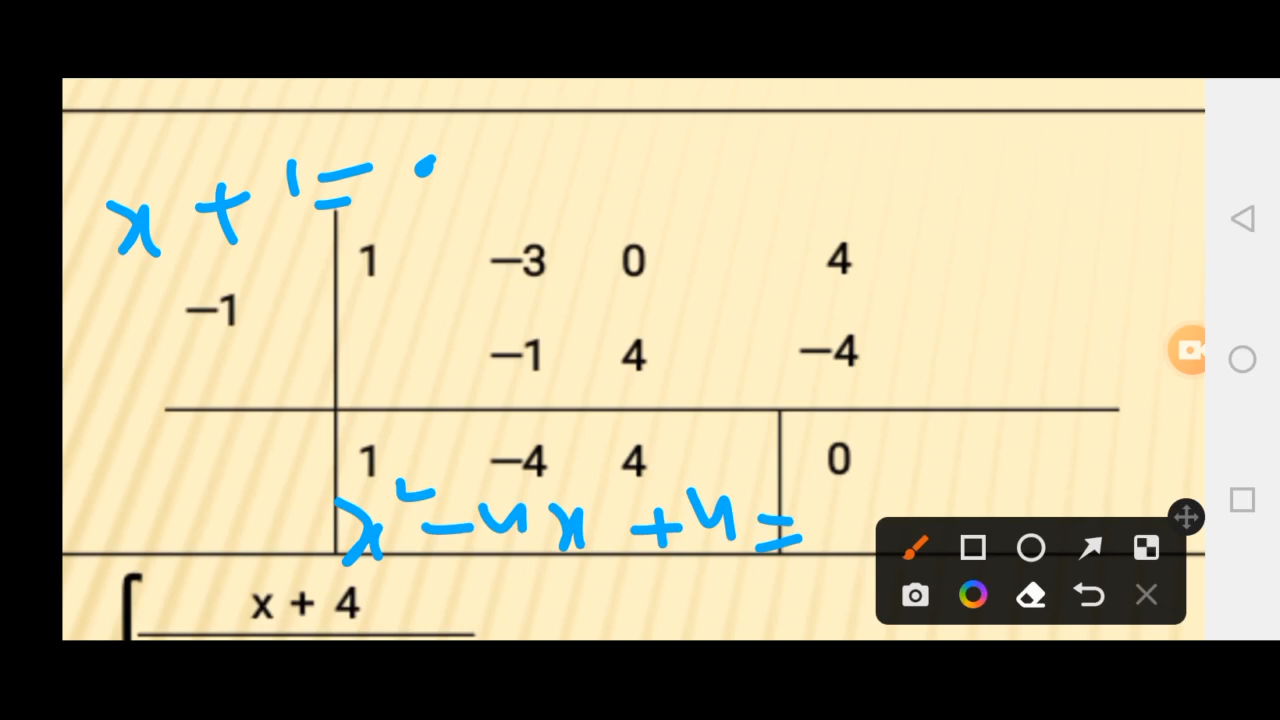 x + 1 = 0
1 −3 0 4
−1
−1 4 −4
1 −4 4 0
x² − 4x + 4 =
x + 4